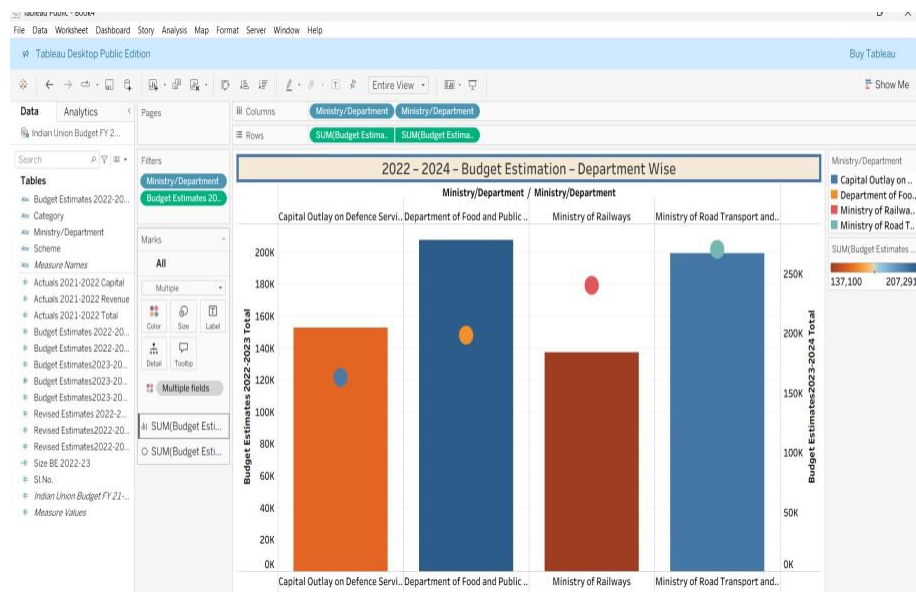 Tableau Public - Book4
File Data Worksheet Dashboard Story Analysis Map Format Server Window Help
Tableau Desktop Public Edition Buy Tableau
Entire View Show Me
Data Analytics
Indian Union Budget FY 2...
Search
Tables
Abc Budget Estimates 2022-20...
Abc Category
Abc Ministry/Department
Abc Scheme
Abc Measure Names
Actuals 2021-2022 Capital
Actuals 2021-2022 Revenue
Actuals 2021-2022 Total
Budget Estimates 2022-20...
Budget Estimates 2022-20...
Budget Estimates2023-20...
Budget Estimates2023-20...
Budget Estimates2023-20...
Revised Estimates 2022-2...
Revised Estimates2022-20...
Revised Estimates2022-20...
Size BE 2022-23
Sl.No.
Indian Union Budget FY 21-...
Measure Values
Pages
Filters
Ministry/Department
Budget Estimates 20..
Marks
All
Multiple
Color Size Label
Detail Tooltip
Multiple fields
SUM(Budget Esti...
SUM(Budget Esti...
Columns Ministry/Department Ministry/Department
Rows SUM(Budget Estima.. SUM(Budget Estima..
2022 – 2024 – Budget Estimation – Department Wise
Ministry/Department / Ministry/Department
Capital Outlay on Defence Servi.. Department of Food and Public .. Ministry of Railways Ministry of Road Transport and..
Budget Estimates 2022-2023 Total
200K
180K
160K
140K
120K
100K
80K
60K
40K
20K
0K
250K
200K
150K
100K
50K
0K
Budget Estimates2023-2024 Total
Capital Outlay on Defence Servi.. Department of Food and Public .. Ministry of Railways Ministry of Road Transport and..
Ministry/Department
Capital Outlay on ..
Department of Foo..
Ministry of Railwa..
Ministry of Road T..
SUM(Budget Estimates ...
137,100 207,291